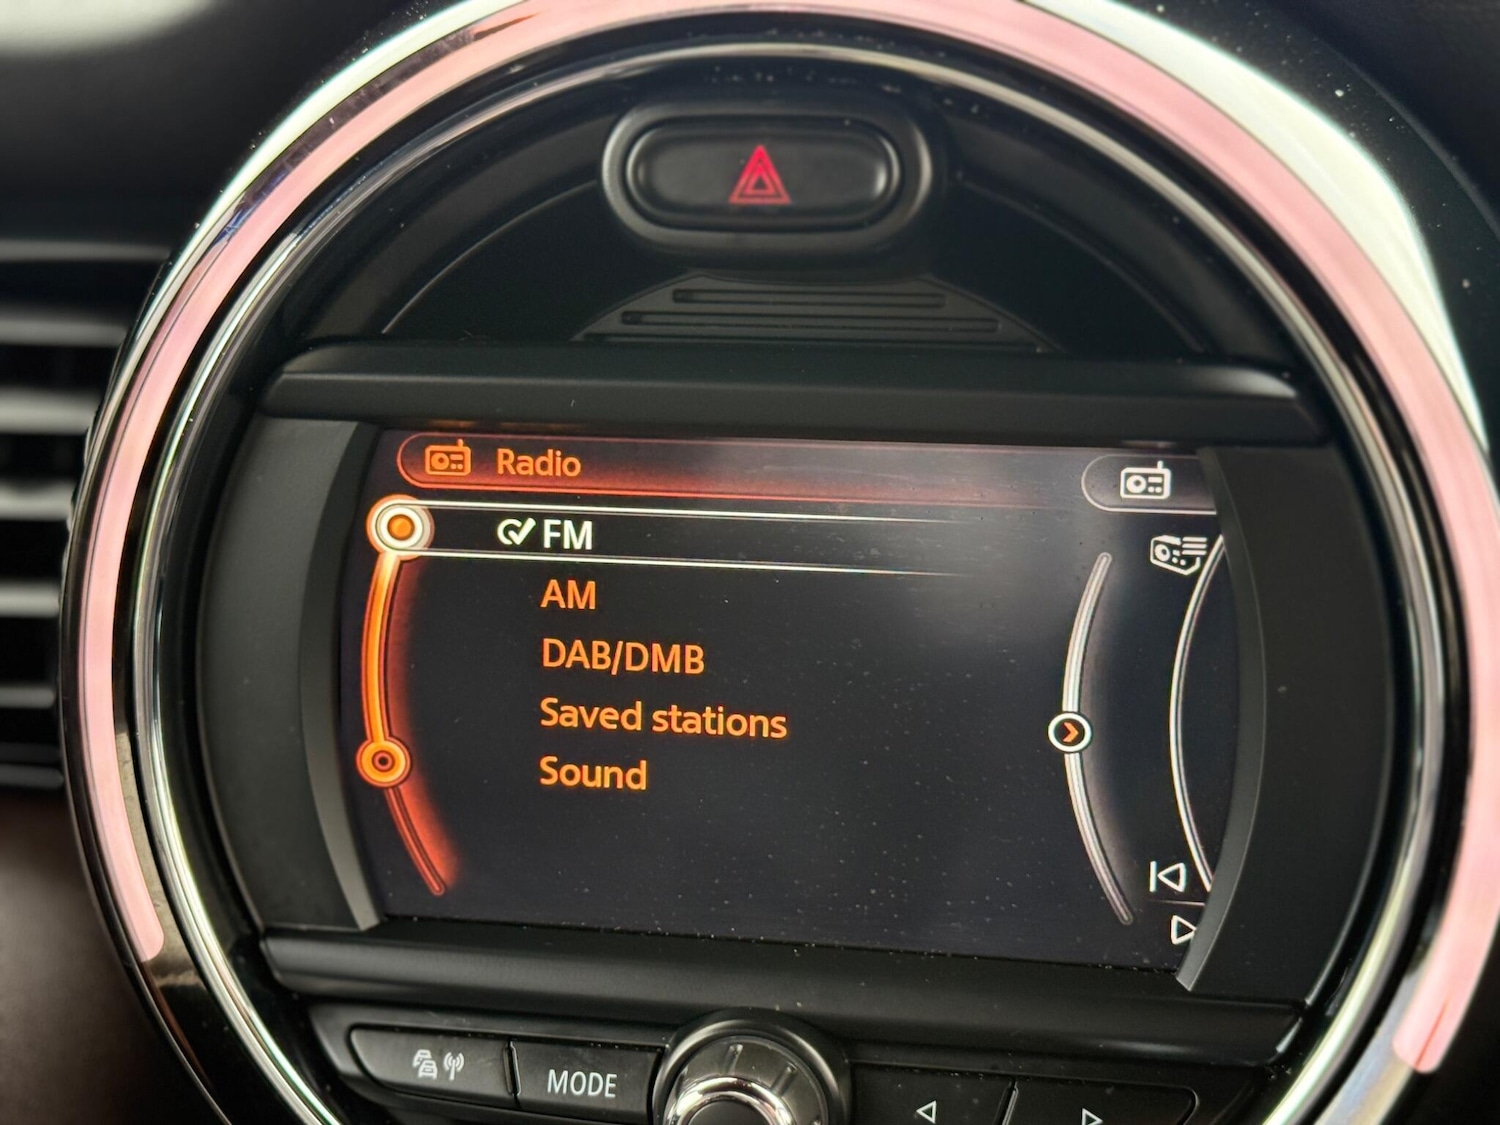 Radio
FM
AM
DAB/DMB
Saved stations
Sound
MODE